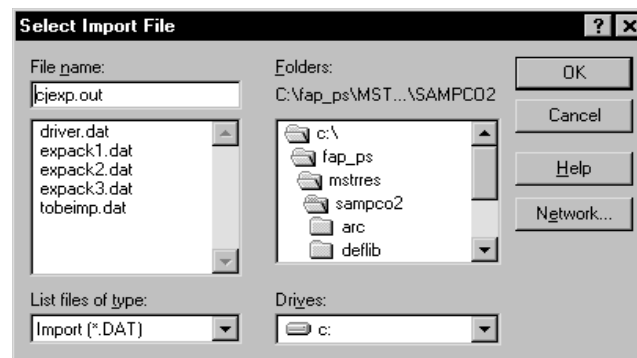 Select Import File
File name:
cjexp.out
driver.dat
expack1.dat
expack2.dat
expack3.dat
tobeimp.dat
List files of type:
Import (*.DAT)
Folders:
C:\fap_ps\MST...\SAMPCO2
c:\
fap_ps
mstrres
sampco2
arc
deflib
Drives:
c:
OK
Cancel
Help
Network...